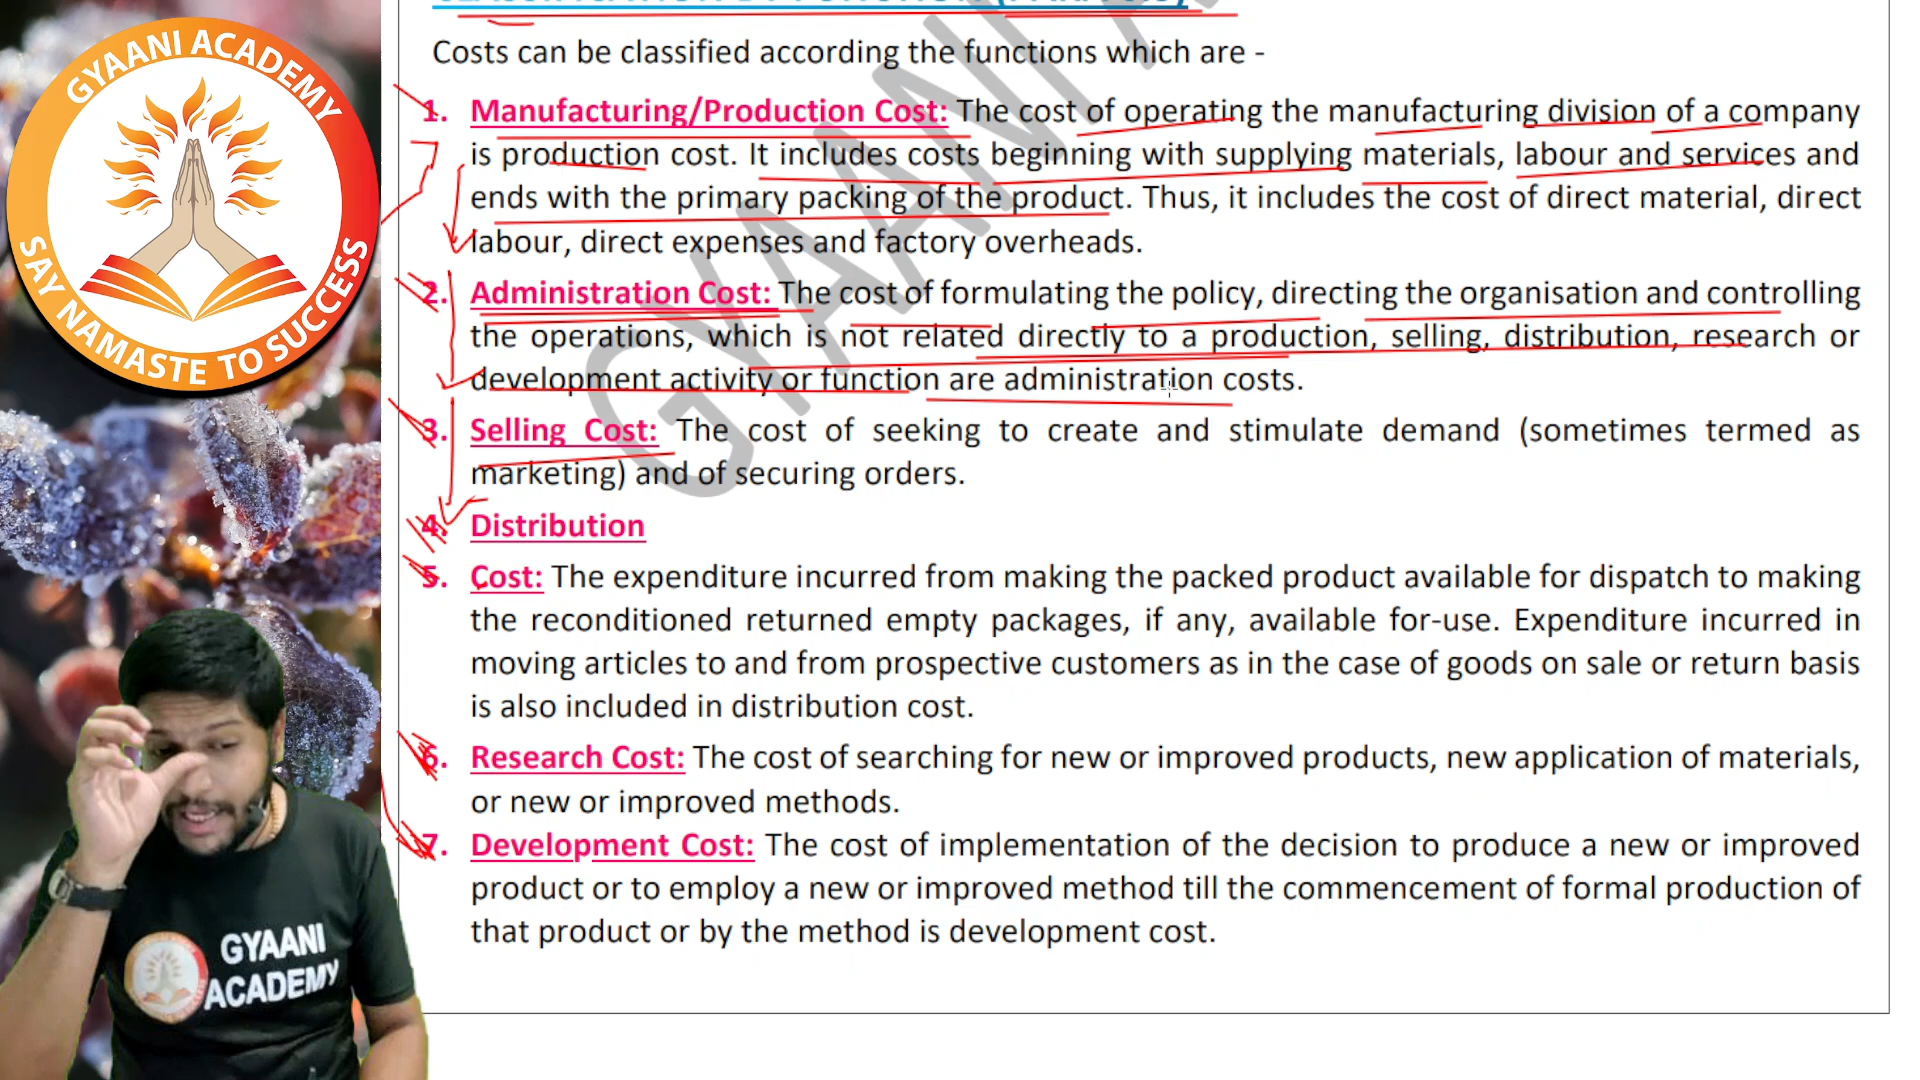 GYAANI ACADEMY
SAY NAMASTE TO SUCCESS
Costs can be classified according the functions which are -
1. Manufacturing/Production Cost: The cost of operating the manufacturing division of a company
is production cost. It includes costs beginning with supplying materials, labour and services and
ends with the primary packing of the product. Thus, it includes the cost of direct material, direct
labour, direct expenses and factory overheads.
2. Administration Cost: The cost of formulating the policy, directing the organisation and controlling
the operations, which is not related directly to a production, selling, distribution, research or
development activity or function are administration costs.
3. Selling Cost: The cost of seeking to create and stimulate demand (sometimes termed as
marketing) and of securing orders.
4. Distribution
5. Cost: The expenditure incurred from making the packed product available for dispatch to making
the reconditioned returned empty packages, if any, available for-use. Expenditure incurred in
moving articles to and from prospective customers as in the case of goods on sale or return basis
is also included in distribution cost.
6. Research Cost: The cost of searching for new or improved products, new application of materials,
or new or improved methods.
7. Development Cost: The cost of implementation of the decision to produce a new or improved
product or to employ a new or improved method till the commencement of formal production of
that product or by the method is development cost.
GYAANI
GYAANI
ACADEMY